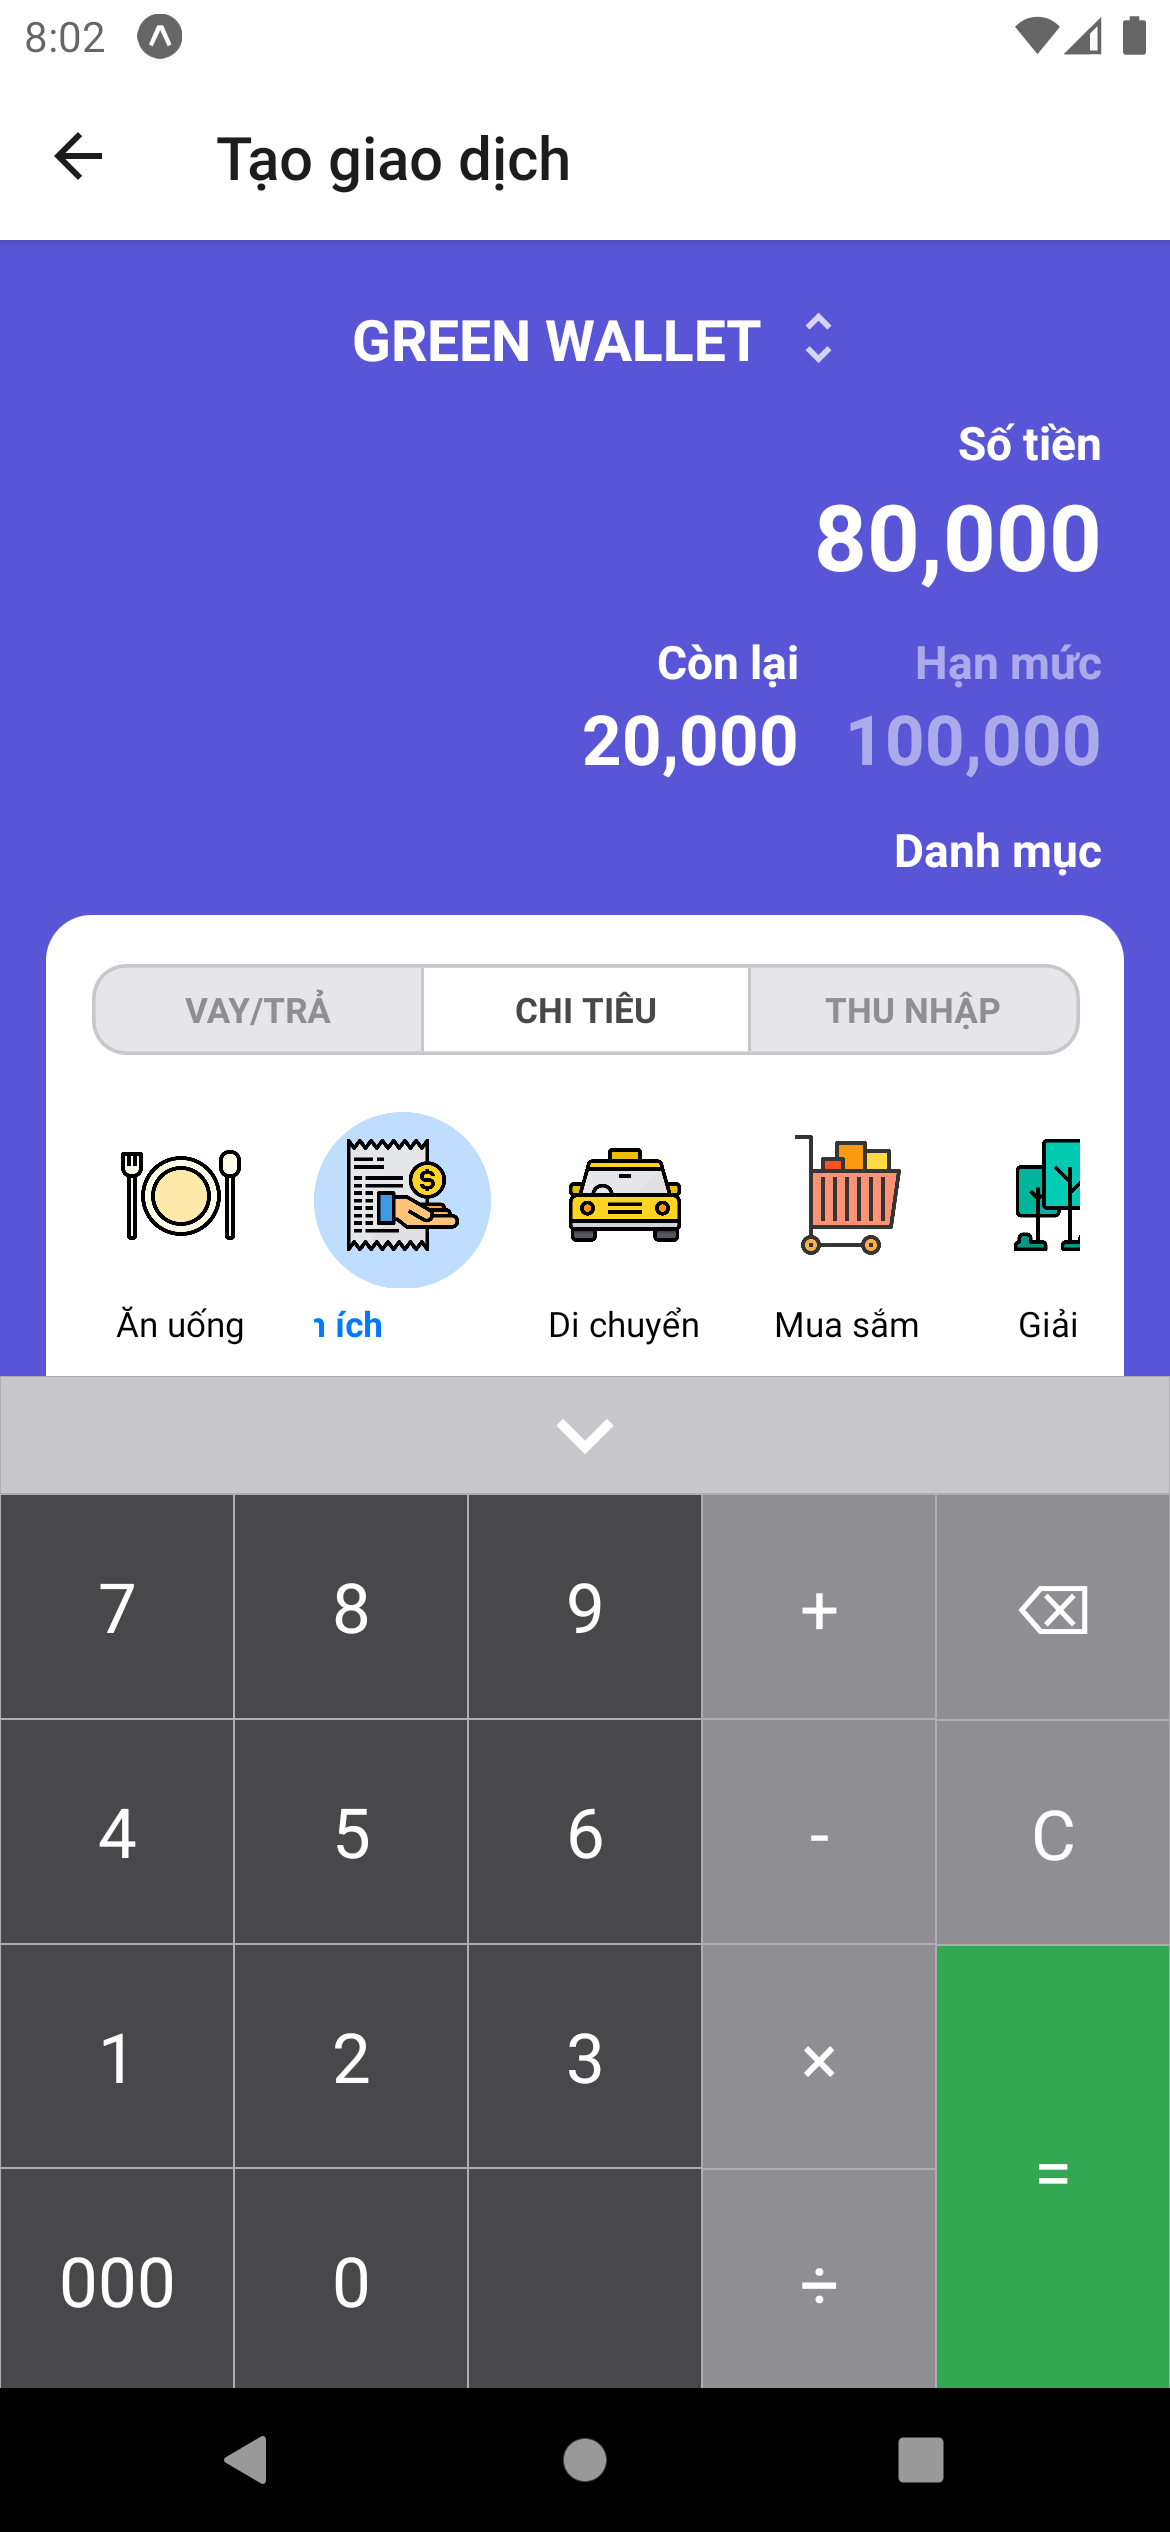 8:02
Tạo giao dịch
GREEN WALLET
Số tiền
80,000
Còn lại Hạn mức
20,000 100,000
Danh mục
VAY/TRẢ CHI TIÊU THU NHẬP
Ăn uống ích Di chuyển Mua sắm Giải
7 8 9 +
4 5 6 - C
1 2 3 ×
=
000 0 ÷